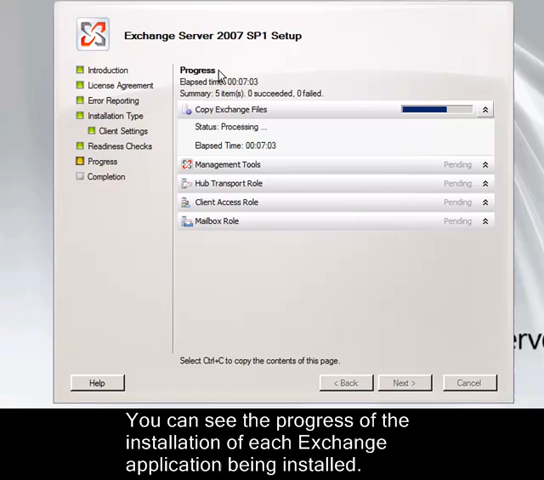 Exchange Server 2007 SP1 Setup
Introduction
License Agreement
Error Reporting
Installation Type
Client Settings
Readiness Checks
Progress
Completion
Progress
Elapsed time: 00:07:03
Summary: 5 item(s). 0 succeeded, 0 failed.
Copy Exchange Files
Status: Processing ...
Elapsed Time: 00:07:03
Management Tools Pending
Hub Transport Role Pending
Client Access Role Pending
Mailbox Role Pending
Select Ctrl+C to copy the contents of this page.
Help < Back Next > Cancel
You can see the progress of the
installation of each Exchange
application being installed.